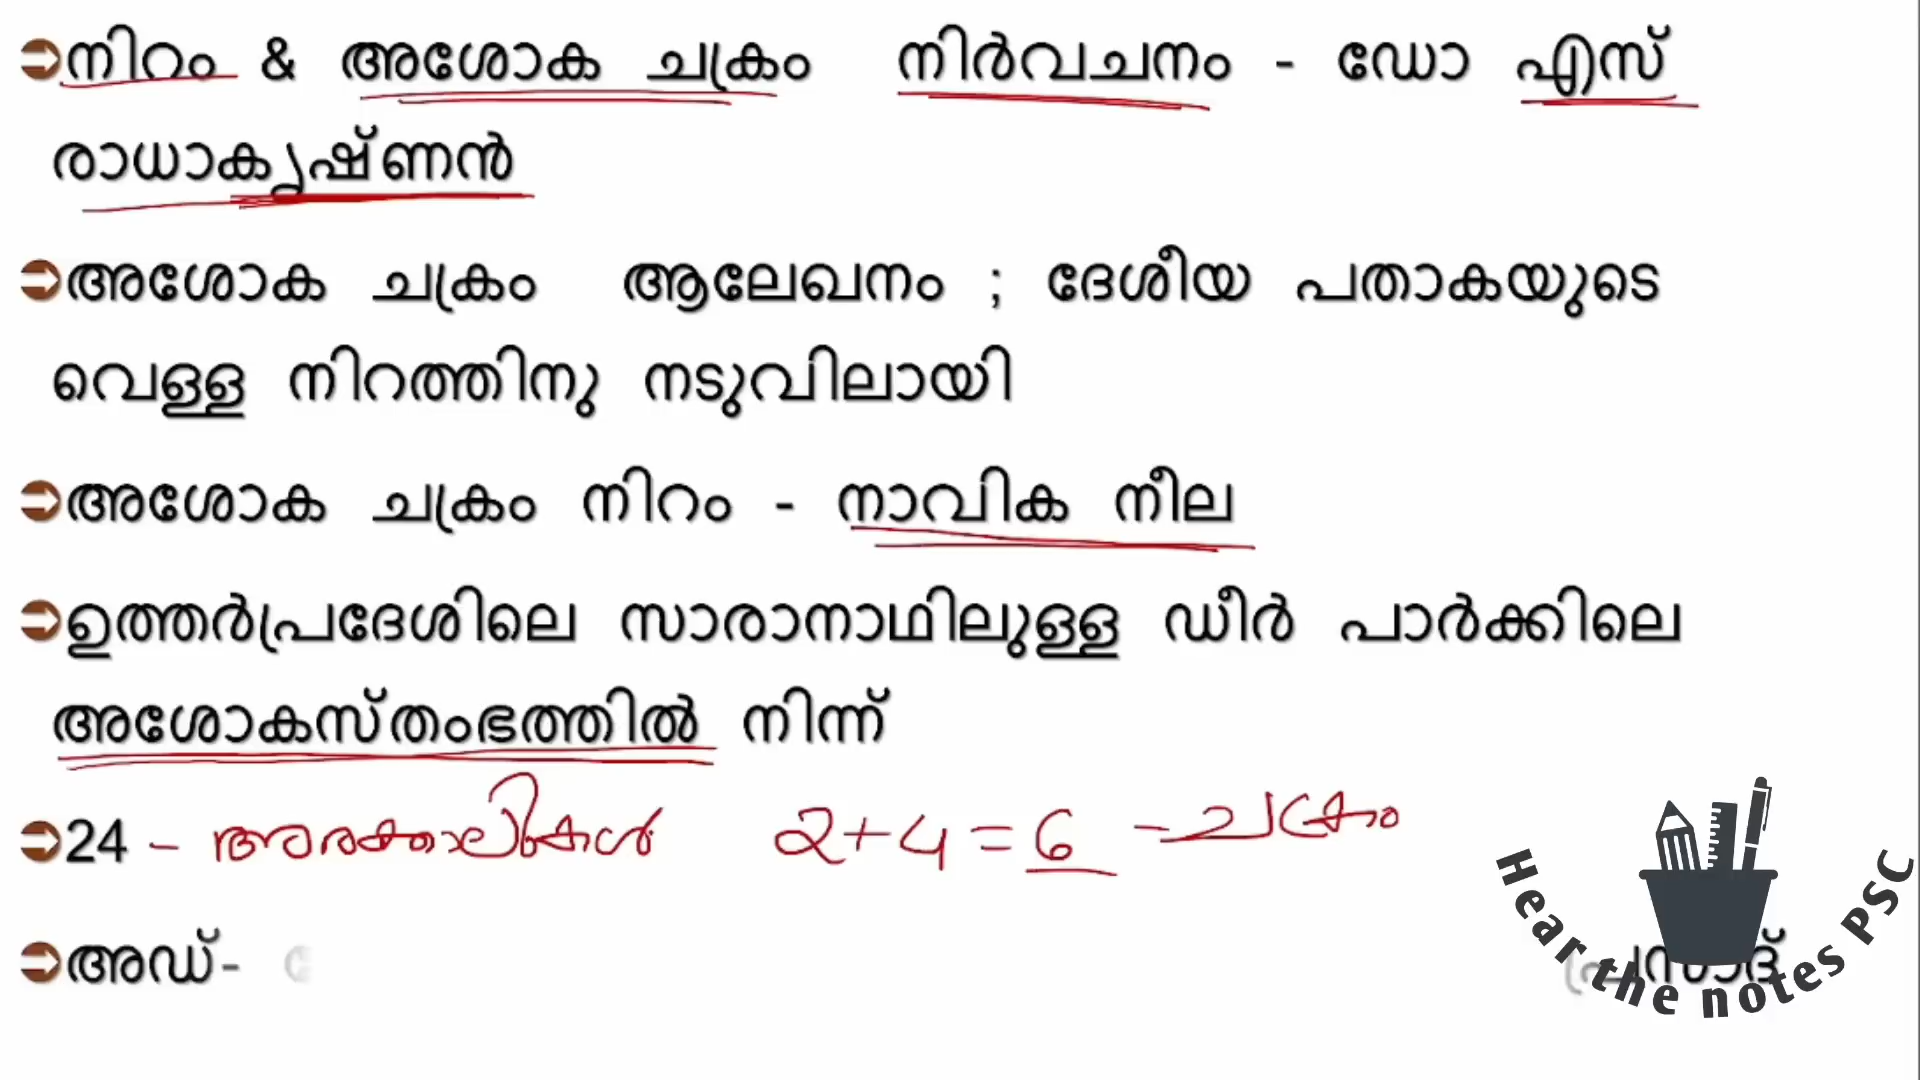 നിറം & അശോക ചക്രം നിർവചനം - ഡോ എസ്
രാധാകൃഷ്ണൻ
അശോക ചക്രം ആലേഖനം ; ദേശീയ പതാകയുടെ
വെള്ള നിറത്തിനു നടുവിലായി
അശോക ചക്രം നിറം - നാവിക നീല
ഉത്തർപ്രദേശിലെ സാരാനാഥിലുള്ള ഡീർ പാർക്കിലെ
അശോകസ്തംഭത്തിൽ നിന്ന്
24 - അരക്കാലുകൾ 2+4=6 - ചക്രം
അഡ്- പ്രസാദ്
Hear the notes PSC